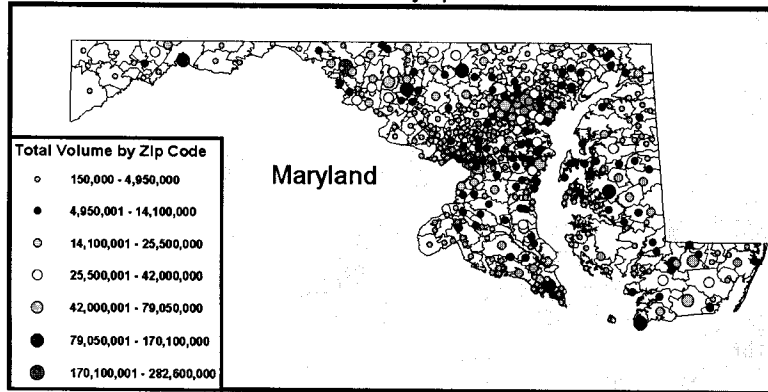 Total Volume by Zip Code
150,000 - 4,950,000
4,950,001 - 14,100,000
14,100,001 - 25,500,000
25,500,001 - 42,000,000
42,000,001 - 79,050,000
79,050,001 - 170,100,000
170,100,001 - 282,600,000
Maryland